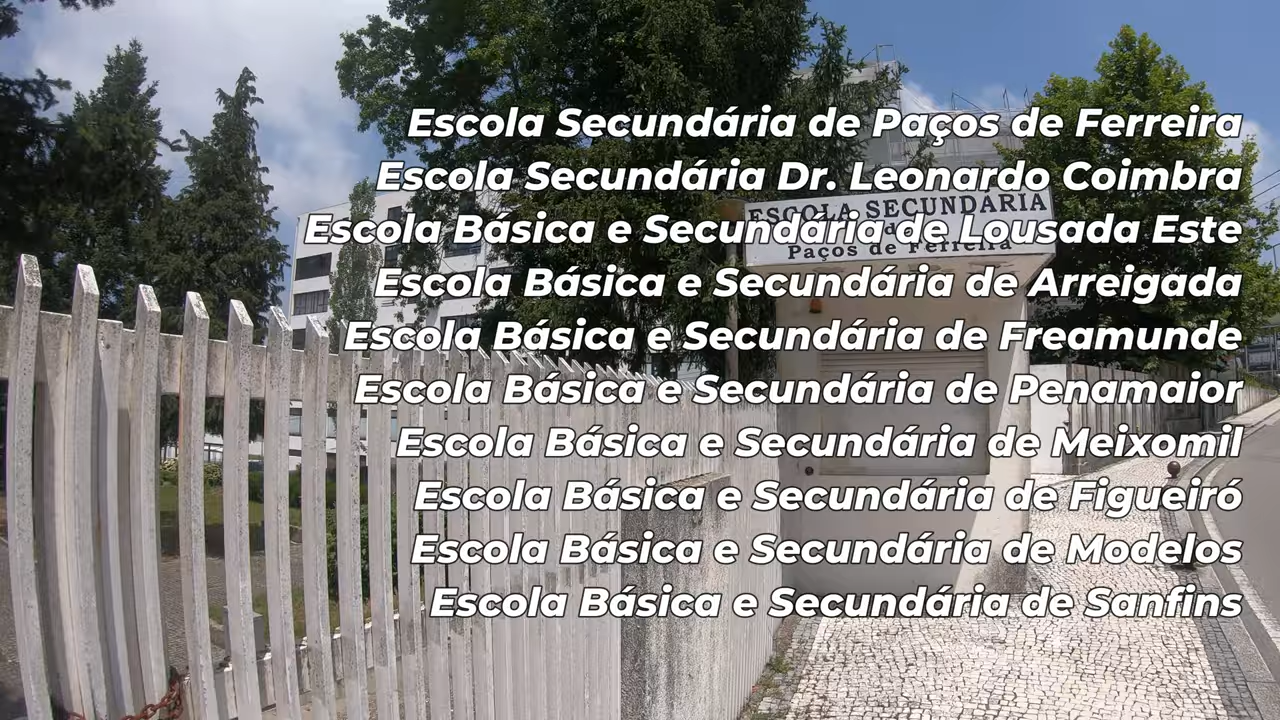 Escola Secundária de Paços de Ferreira
Escola Secundária Dr. Leonardo Coimbra
Escola Básica e Secundária de Lousada Este
Escola Básica e Secundária de Arreigada
Escola Básica e Secundária de Freamunde
Escola Básica e Secundária de Penamaior
Escola Básica e Secundária de Meixomil
Escola Básica e Secundária de Figueiró
Escola Básica e Secundária de Modelos
Escola Básica e Secundária de Sanfins
ESCOLA SECUNDÁRIA
de
Paços de Ferreira